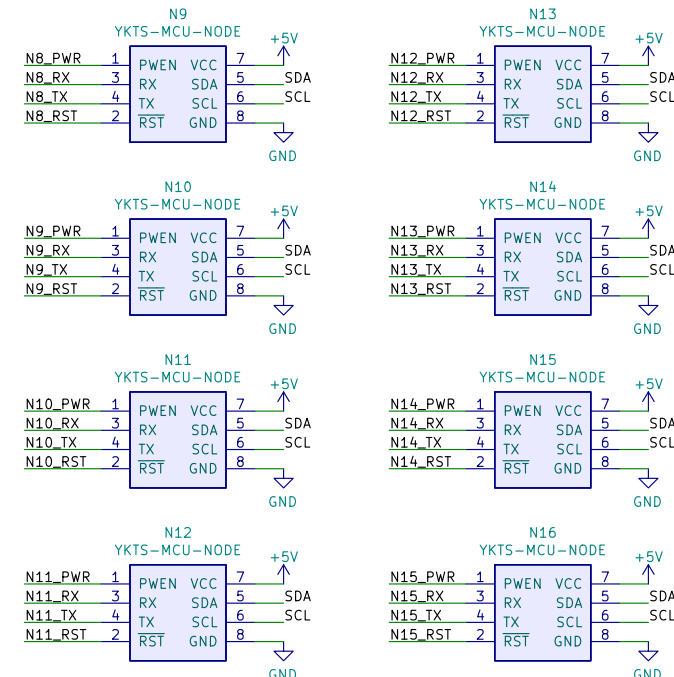 N9
YKTS-MCU-NODE
+5V
N8_PWR 1 PWEN VCC 7
N8_RX 3 RX SDA 5 SDA
N8_TX 4 TX SCL 6 SCL
N8_RST 2 RST GND 8
GND
N13
YKTS-MCU-NODE
+5V
N12_PWR 1 PWEN VCC 7
N12_RX 3 RX SDA 5 SDA
N12_TX 4 TX SCL 6 SCL
N12_RST 2 RST GND 8
GND
N10
YKTS-MCU-NODE
+5V
N9_PWR 1 PWEN VCC 7
N9_RX 3 RX SDA 5 SDA
N9_TX 4 TX SCL 6 SCL
N9_RST 2 RST GND 8
GND
N14
YKTS-MCU-NODE
+5V
N13_PWR 1 PWEN VCC 7
N13_RX 3 RX SDA 5 SDA
N13_TX 4 TX SCL 6 SCL
N13_RST 2 RST GND 8
GND
N11
YKTS-MCU-NODE
+5V
N10_PWR 1 PWEN VCC 7
N10_RX 3 RX SDA 5 SDA
N10_TX 4 TX SCL 6 SCL
N10_RST 2 RST GND 8
GND
N15
YKTS-MCU-NODE
+5V
N14_PWR 1 PWEN VCC 7
N14_RX 3 RX SDA 5 SDA
N14_TX 4 TX SCL 6 SCL
N14_RST 2 RST GND 8
GND
N12
YKTS-MCU-NODE
+5V
N11_PWR 1 PWEN VCC 7
N11_RX 3 RX SDA 5 SDA
N11_TX 4 TX SCL 6 SCL
N11_RST 2 RST GND 8
GND
N16
YKTS-MCU-NODE
+5V
N15_PWR 1 PWEN VCC 7
N15_RX 3 RX SDA 5 SDA
N15_TX 4 TX SCL 6 SCL
N15_RST 2 RST GND 8
GND